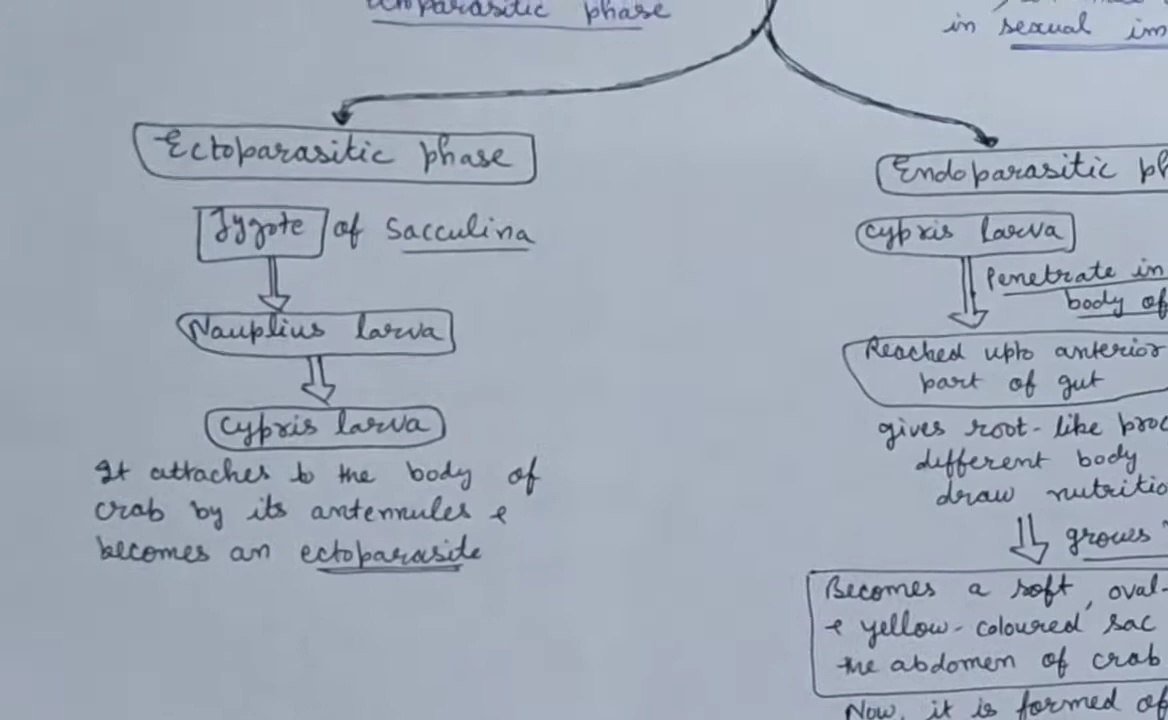 phase
in sexual
Ectoparasitic phase
Zygote of Sacculina
Nauplius larva
Cypris larva
It attaches to the body of
crab by its antennules &
becomes an ectoparasite
Endoparasitic
Cypris larva
Penetrate in
body of
Reached upto anterior
part of gut
gives root-like
different body
draw
grows
Becomes a soft, oval-
& yellow-coloured sac
the abdomen of crab
Now, it is formed of